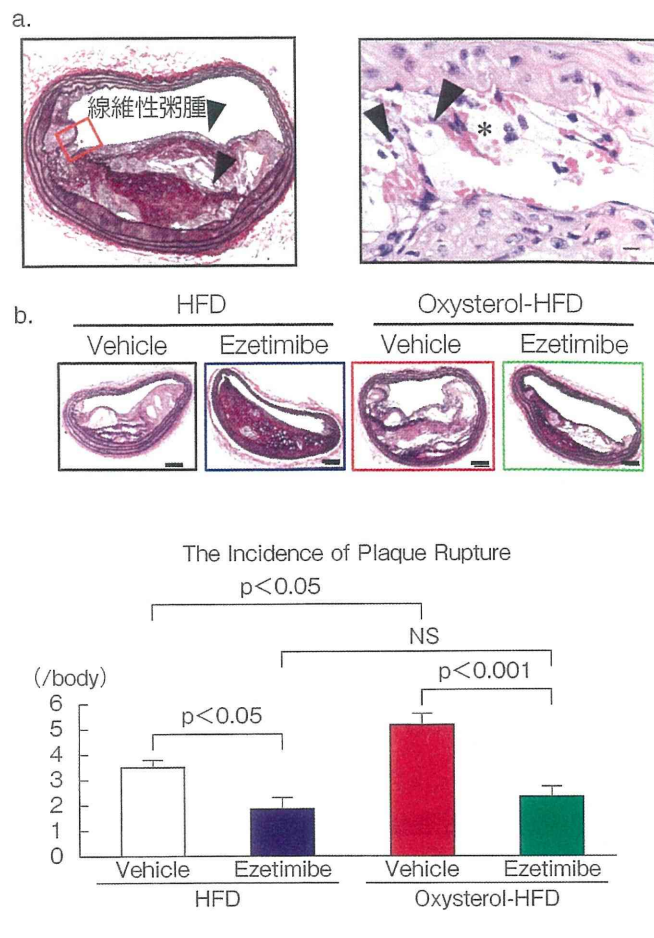 a.
線維性粥腫
*
b.
HFD
Oxysterol-HFD
Vehicle
Ezetimibe
Vehicle
Ezetimibe
The Incidence of Plaque Rupture
p<0.05
NS
(/body)
p<0.001
p<0.05
6
5
4
3
2
1
0
Vehicle
Ezetimibe
Vehicle
Ezetimibe
HFD
Oxysterol-HFD